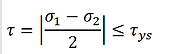 τ = |σ₁ − σ₂ / 2| ≤ τ_ys